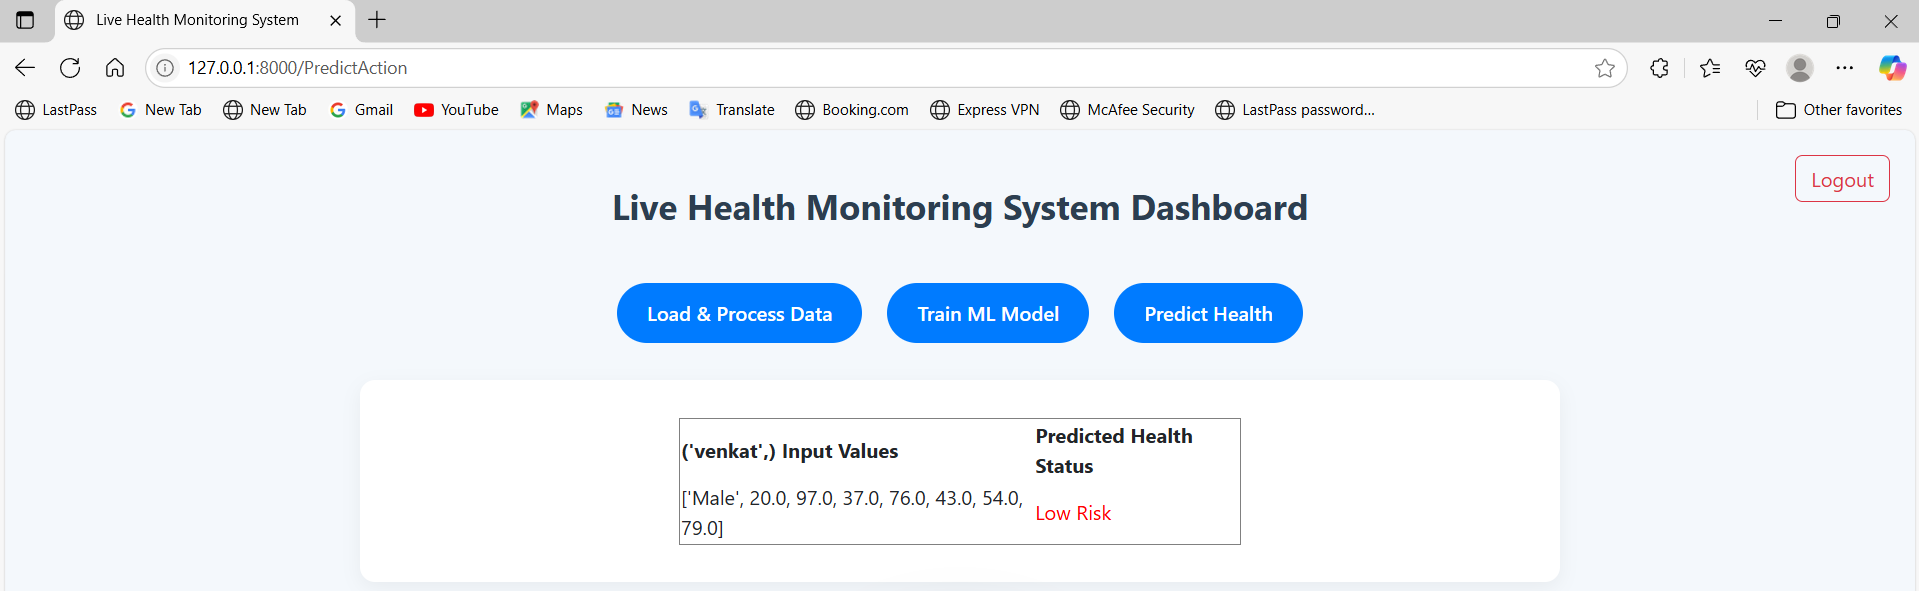 Live Health Monitoring System
127.0.0.1:8000/PredictAction
LastPass New Tab New Tab Gmail YouTube Maps News Translate Booking.com Express VPN McAfee Security LastPass password... Other favorites
Logout
Live Health Monitoring System Dashboard
Load & Process Data Train ML Model Predict Health
('venkat',) Input Values
Predicted Health
Status
['Male', 20.0, 97.0, 37.0, 76.0, 43.0, 54.0,
79.0]
Low Risk